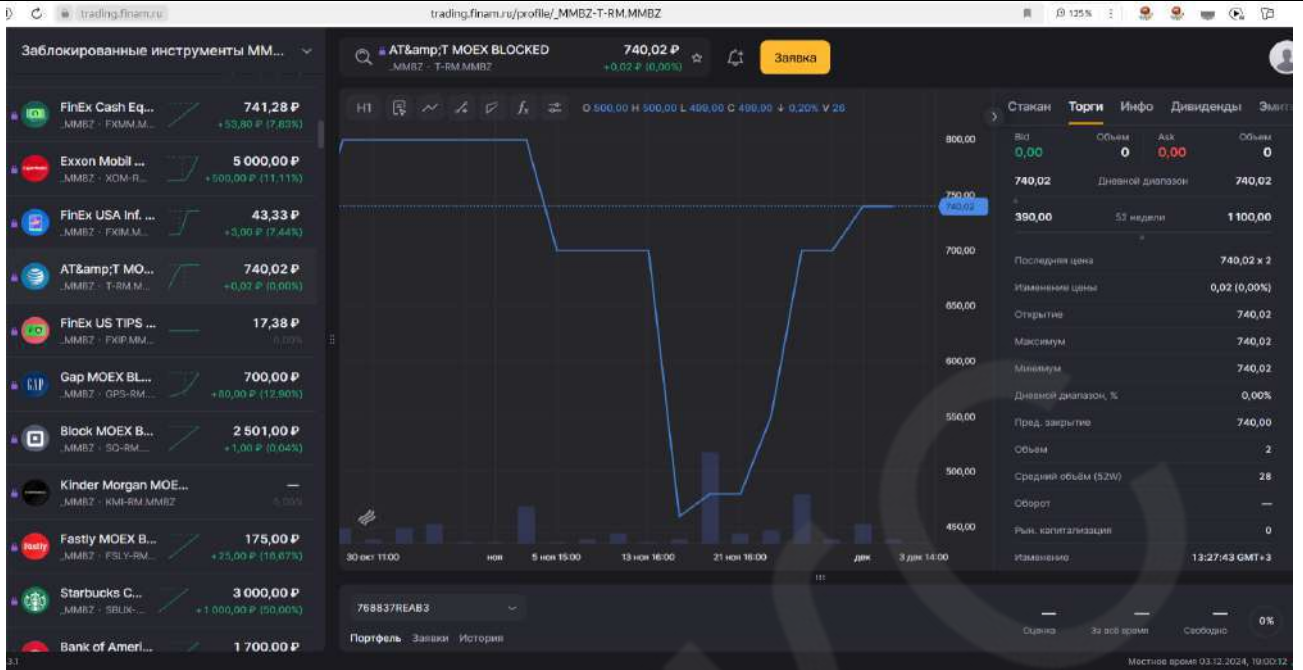 trading.finam.ru
trading.finam.ru/profile/_MMBZ-T-RM.MMBZ
125%
Заблокированные инструменты MM...
AT&amp;T MOEX BLOCKED
740,02 ₽
_MMBZ · T-RM.MMBZ
+0,02 ₽ (0,00%)
Заявка
FinEx Cash Eq...
741,28 ₽
_MMBZ · FXMM.M...
+53,80 ₽ (7,83%)
Exxon Mobil ...
5 000,00 ₽
_MMBZ · XOM-R...
+500,00 ₽ (11,11%)
FinEx USA Inf. ...
43,33 ₽
_MMBZ · FXIM.M...
+3,00 ₽ (7,44%)
AT&amp;T MO...
740,02 ₽
_MMBZ · T-RM.M...
+0,02 ₽ (0,00%)
FinEx US TIPS ...
17,38 ₽
_MMBZ · FXIP.MM...
0,00%
Gap MOEX BL...
700,00 ₽
_MMBZ · GPS-RM...
+80,00 ₽ (12,90%)
Block MOEX B...
2 501,00 ₽
_MMBZ · SQ-RM....
+1,00 ₽ (0,04%)
Kinder Morgan MOE...
—
_MMBZ · KMI-RM.MMBZ
0,00%
Fastly MOEX B...
175,00 ₽
_MMBZ · FSLY-RM...
+25,00 ₽ (16,67%)
Starbucks C...
3 000,00 ₽
_MMBZ · SBUX-...
+1 000,00 ₽ (50,00%)
Bank of Ameri...
1 700,00 ₽
3.1
H1
O 500,00 H 500,00 L 499,00 C 499,00 ↓ 0,20% V 26
800,00
750,00
740,02
700,00
650,00
600,00
550,00
500,00
450,00
30 окт 11:00
ноя
5 ноя 15:00
13 ноя 16:00
21 ноя 16:00
дек
3 дек 14:00
768837REAB3
Портфель Заявки История
Стакан Торги Инфо Дивиденды Эмит
Bid Объем Ask Объем
0,00 0 0,00 0
740,02 Дневной диапазон 740,02
390,00 52 недели 1 100,00
Последняя цена 740,02 x 2
Изменение цены 0,02 (0,00%)
Открытие 740,02
Максимум 740,02
Минимум 740,02
Дневной диапазон, % 0,00%
Пред. закрытие 740,00
Объем 2
Средний объём (52W) 28
Оборот —
Рын. капитализация 0
Изменение 13:27:43 GMT+3
— — — 0%
Оценка За всё время Свободно
Местное время 03.12.2024, 19:00:12